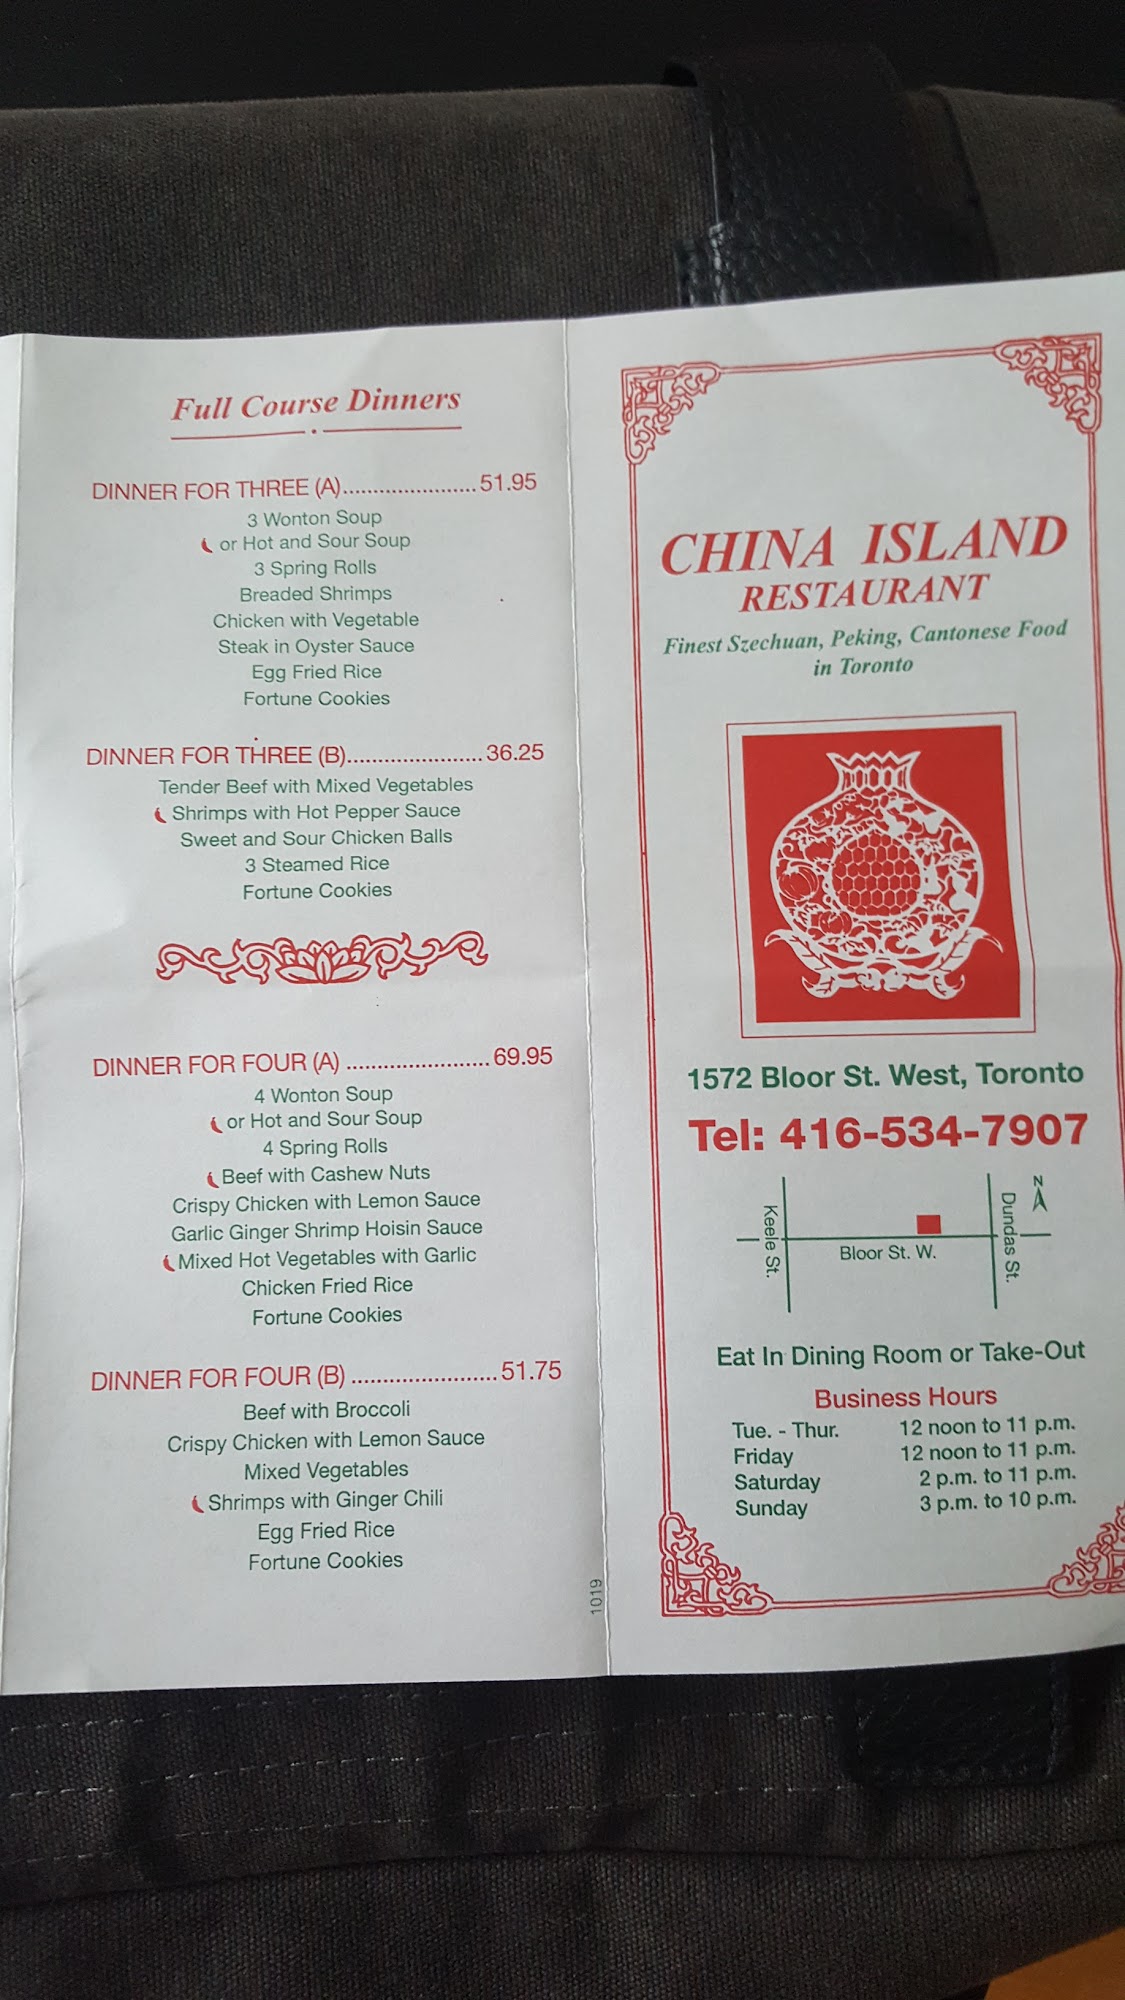 Full Course Dinners
DINNER FOR THREE (A)......................51.95
3 Wonton Soup
or Hot and Sour Soup
3 Spring Rolls
Breaded Shrimps
Chicken with Vegetable
Steak in Oyster Sauce
Egg Fried Rice
Fortune Cookies
DINNER FOR THREE (B).......................36.25
Tender Beef with Mixed Vegetables
Shrimps with Hot Pepper Sauce
Sweet and Sour Chicken Balls
3 Steamed Rice
Fortune Cookies
DINNER FOR FOUR (A) ........................69.95
4 Wonton Soup
or Hot and Sour Soup
4 Spring Rolls
Beef with Cashew Nuts
Crispy Chicken with Lemon Sauce
Garlic Ginger Shrimp Hoisin Sauce
Mixed Hot Vegetables with Garlic
Chicken Fried Rice
Fortune Cookies
DINNER FOR FOUR (B) ........................51.75
Beef with Broccoli
Crispy Chicken with Lemon Sauce
Mixed Vegetables
Shrimps with Ginger Chili
Egg Fried Rice
Fortune Cookies
1019
CHINA ISLAND
RESTAURANT
Finest Szechuan, Peking, Cantonese Food
in Toronto
1572 Bloor St. West, Toronto
Tel: 416-534-7907
Keele St.
Bloor St. W.
Dundas St.
N
Eat In Dining Room or Take-Out
Business Hours
Tue. - Thur. 12 noon to 11 p.m.
Friday 12 noon to 11 p.m.
Saturday 2 p.m. to 11 p.m.
Sunday 3 p.m. to 10 p.m.